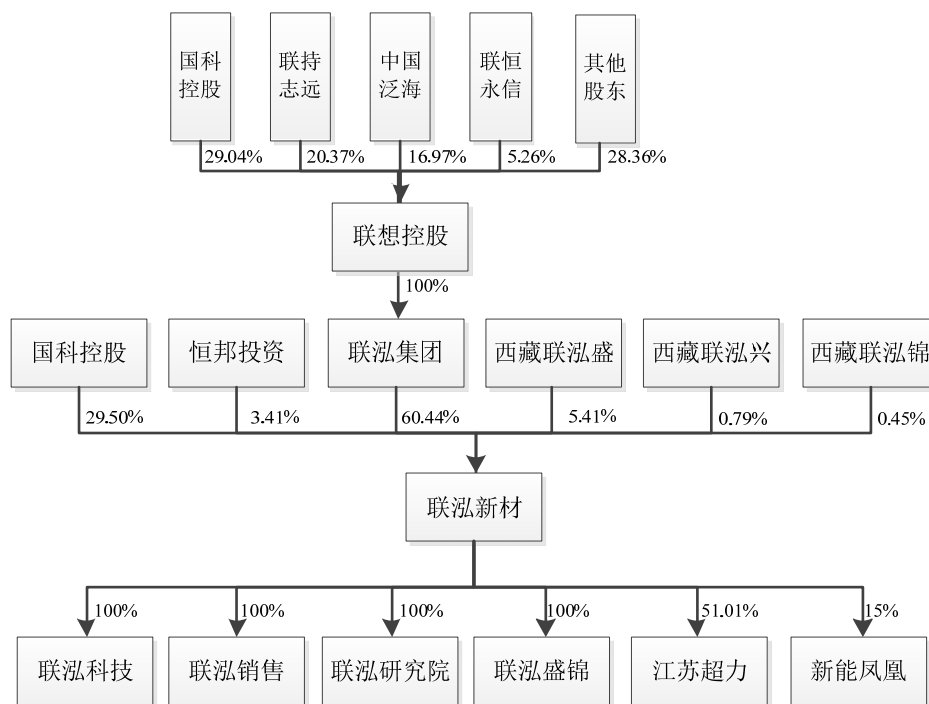 国科
控股
联持
志远
中国
泛海
联恒
永信
其他
股东
29.04%
20.37%
16.97%
5.26%
28.36%
联想控股
100%
国科控股
恒邦投资
联泓集团
西藏联泓盛
西藏联泓兴
西藏联泓锦
29.50%
3.41%
60.44%
5.41%
0.79%
0.45%
联泓新材
100%
100%
100%
100%
51.01%
15%
联泓科技
联泓销售
联泓研究院
联泓盛锦
江苏超力
新能凤凰